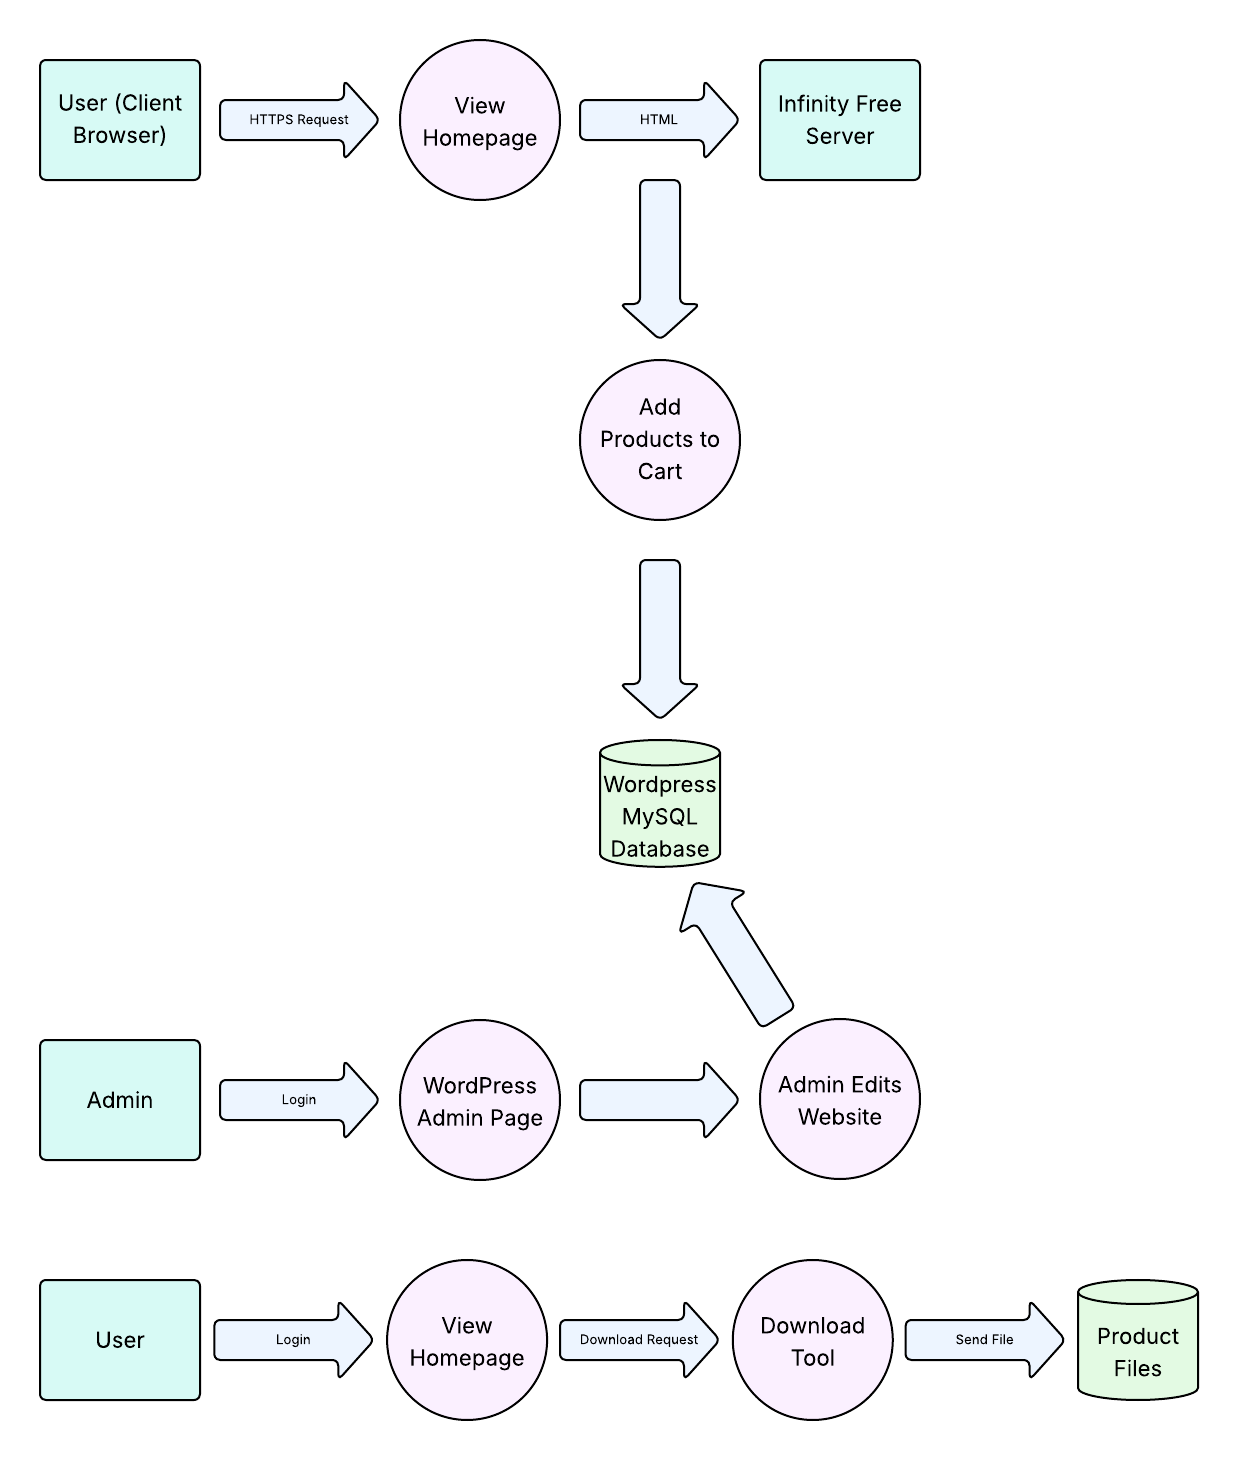 User (Client
Browser)
HTTPS Request
View
Homepage
HTML
Infinity Free
Server
Add
Products to
Cart
Wordpress
MySQL
Database
Admin
Login
WordPress
Admin Page
Admin Edits
Website
User
Login
View
Homepage
Download Request
Download
Tool
Send File
Product
Files